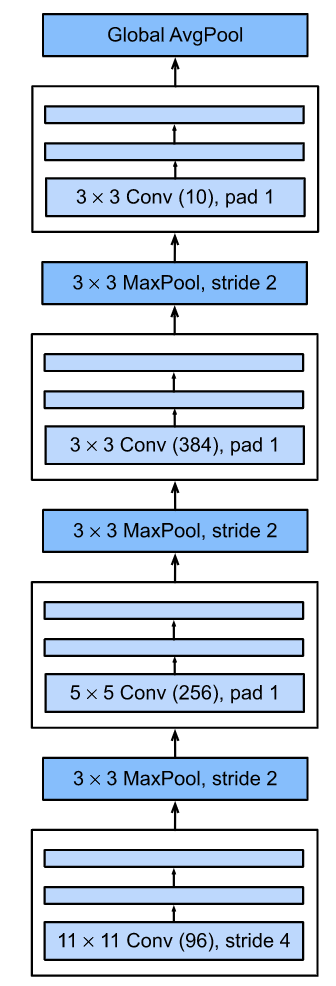 Global AvgPool
3 × 3 Conv (10), pad 1
3 × 3 MaxPool, stride 2
3 × 3 Conv (384), pad 1
3 × 3 MaxPool, stride 2
5 × 5 Conv (256), pad 1
3 × 3 MaxPool, stride 2
11 × 11 Conv (96), stride 4